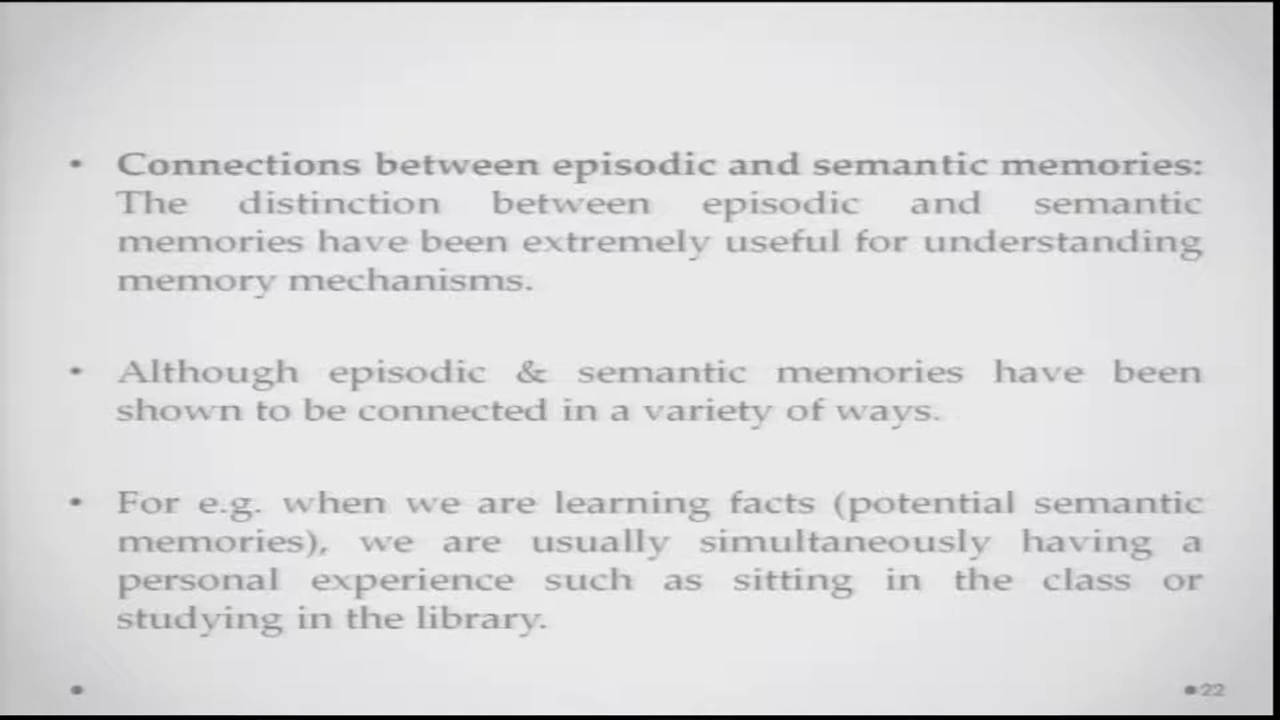 • Connections between episodic and semantic memories:
The distinction between episodic and semantic
memories have been extremely useful for understanding
memory mechanisms.
• Although episodic & semantic memories have been
shown to be connected in a variety of ways.
• For e.g. when we are learning facts (potential semantic
memories), we are usually simultaneously having a
personal experience such as sitting in the class or
studying in the library.
•
•22